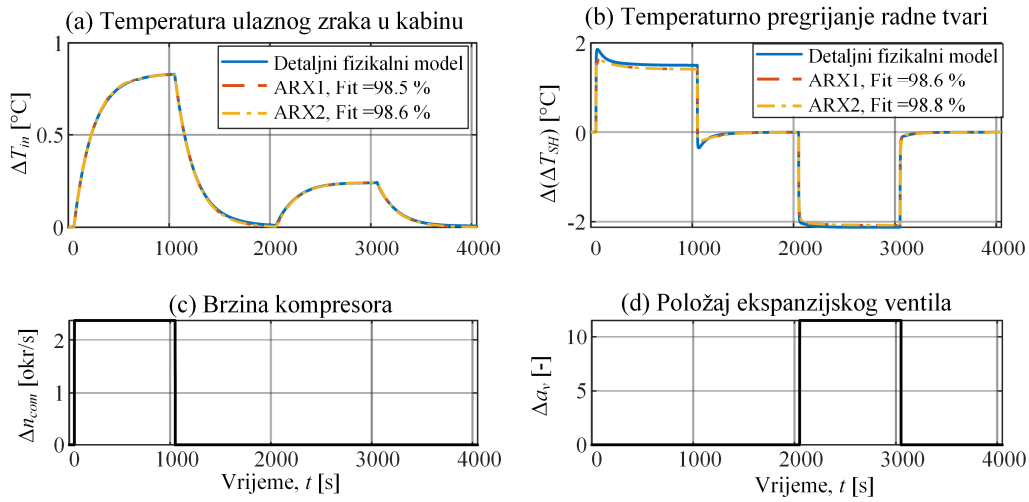 (a) Temperatura ulaznog zraka u kabinu
ΔT_in [°C]
1
0.5
0
Detaljni fizikalni model
ARX1, Fit =98.5 %
ARX2, Fit =98.6 %
0 1000 2000 3000 4000
(b) Temperaturno pregrijanje radne tvari
Δ(ΔT_SH) [°C]
2
0
-2
Detaljni fizikalni model
ARX1, Fit =98.6 %
ARX2, Fit =98.8 %
0 1000 2000 3000 4000
(c) Brzina kompresora
Δn_com [okr/s]
2
1
0
0 1000 2000 3000 4000
Vrijeme, t [s]
(d) Položaj ekspanzijskog ventila
Δa_v [-]
10
5
0
0 1000 2000 3000 4000
Vrijeme, t [s]